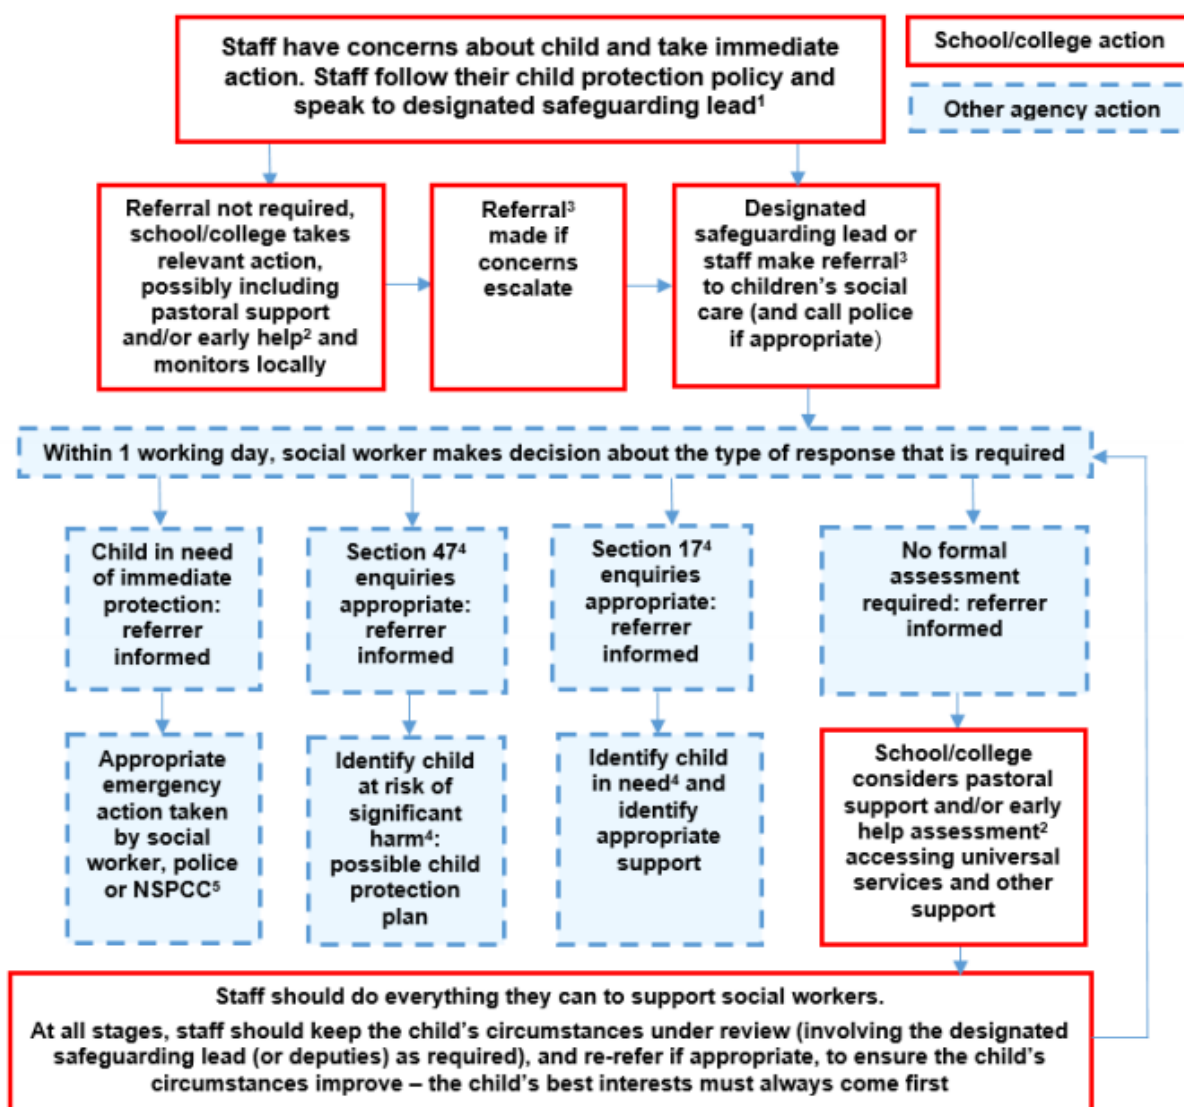 Staff have concerns about child and take immediate
action. Staff follow their child protection policy and
speak to designated safeguarding lead¹
School/college action
Other agency action
Referral not required,
school/college takes
relevant action,
possibly including
pastoral support
and/or early help² and
monitors locally
Referral³
made if
concerns
escalate
Designated
safeguarding lead or
staff make referral³
to children's social
care (and call police
if appropriate)
Within 1 working day, social worker makes decision about the type of response that is required
Child in need
of immediate
protection:
referrer
informed
Section 47⁴
enquiries
appropriate:
referrer
informed
Section 17⁴
enquiries
appropriate:
referrer
informed
No formal
assessment
required: referrer
informed
Appropriate
emergency
action taken
by social
worker, police
or NSPCC⁵
Identify child
at risk of
significant
harm⁴:
possible child
protection
plan
Identify child
in need⁴ and
identify
appropriate
support
School/college
considers pastoral
support and/or early
help assessment²
accessing universal
services and other
support
Staff should do everything they can to support social workers.
At all stages, staff should keep the child's circumstances under review (involving the designated
safeguarding lead (or deputies) as required), and re-refer if appropriate, to ensure the child's
circumstances improve – the child's best interests must always come first